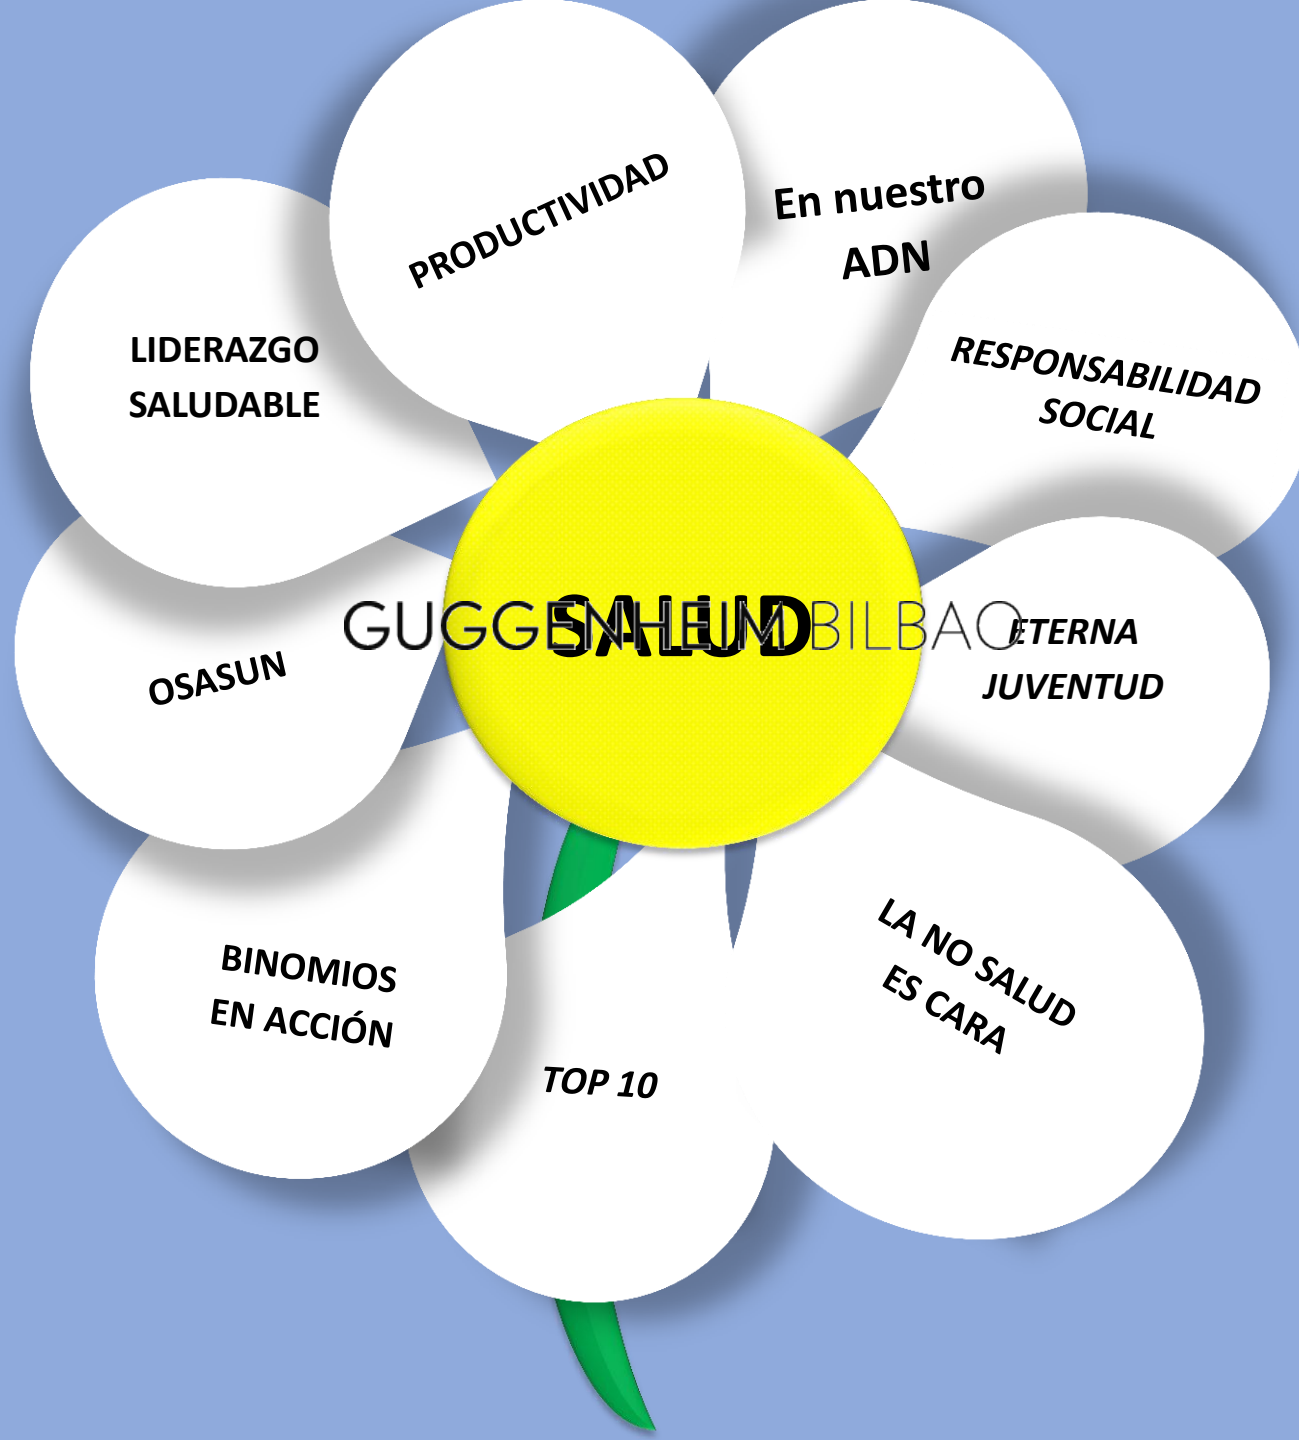 PRODUCTIVIDAD
En nuestro
ADN
LIDERAZGO
SALUDABLE
RESPONSABILIDAD
SOCIAL
SALUD
GUGGENHEIM BILBAO
ETERNA
JUVENTUD
OSASUN
LA NO SALUD
ES CARA
BINOMIOS
EN ACCIÓN
TOP 10